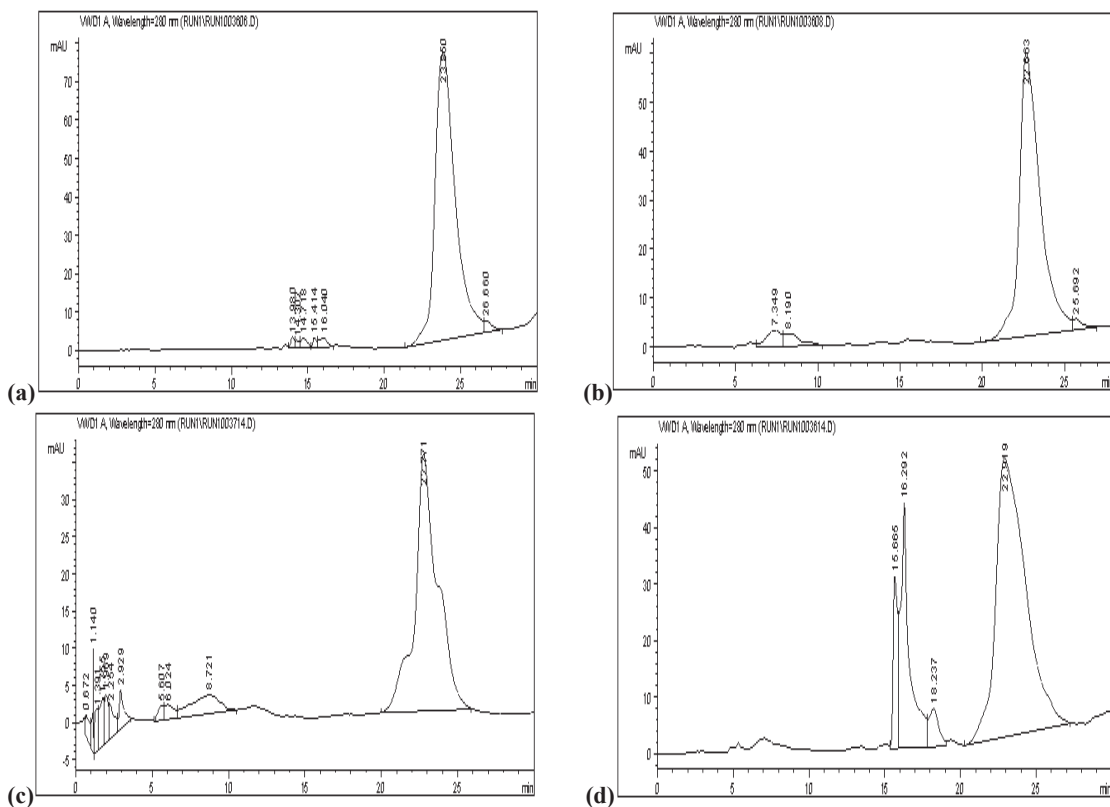 VWD1 A, Wavelength=280 nm (RUN1\RUN1003606.D)
mAU
70
60
50
40
30
20
10
0
0 5 10 15 20 25 min
13.980
14.718
15.414
16.040
26.660
(a)
VWD1 A, Wavelength=280 nm (RUN1\RUN1003608.D)
mAU
50
40
30
20
10
0
0 5 10 15 20 25 min
7.349
8.190
22.663
25.692
(b)
VWD1 A, Wavelength=280 nm (RUN1\RUN1003714.D)
mAU
30
25
20
15
10
5
0
-5
0 5 10 15 20 25 min
0.672
1.140
2.929
5.607
6.024
8.721
(c)
VWD1 A, Wavelength=280 nm (RUN1\RUN1003614.D)
mAU
50
40
30
20
10
0
0 5 10 15 20 25 min
15.665
16.292
18.237
22.919
(d)